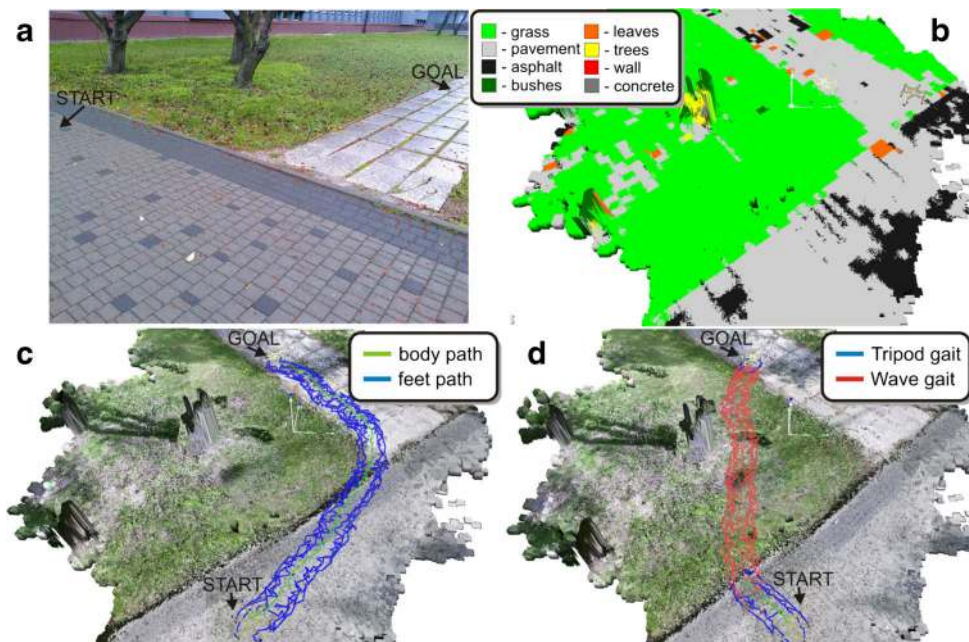 a
START
GOAL
- grass
- pavement
- asphalt
- bushes
- leaves
- trees
- wall
- concrete
b
c
GOAL
body path
feet path
START
d
GOAL
Tripod gait
Wave gait
START